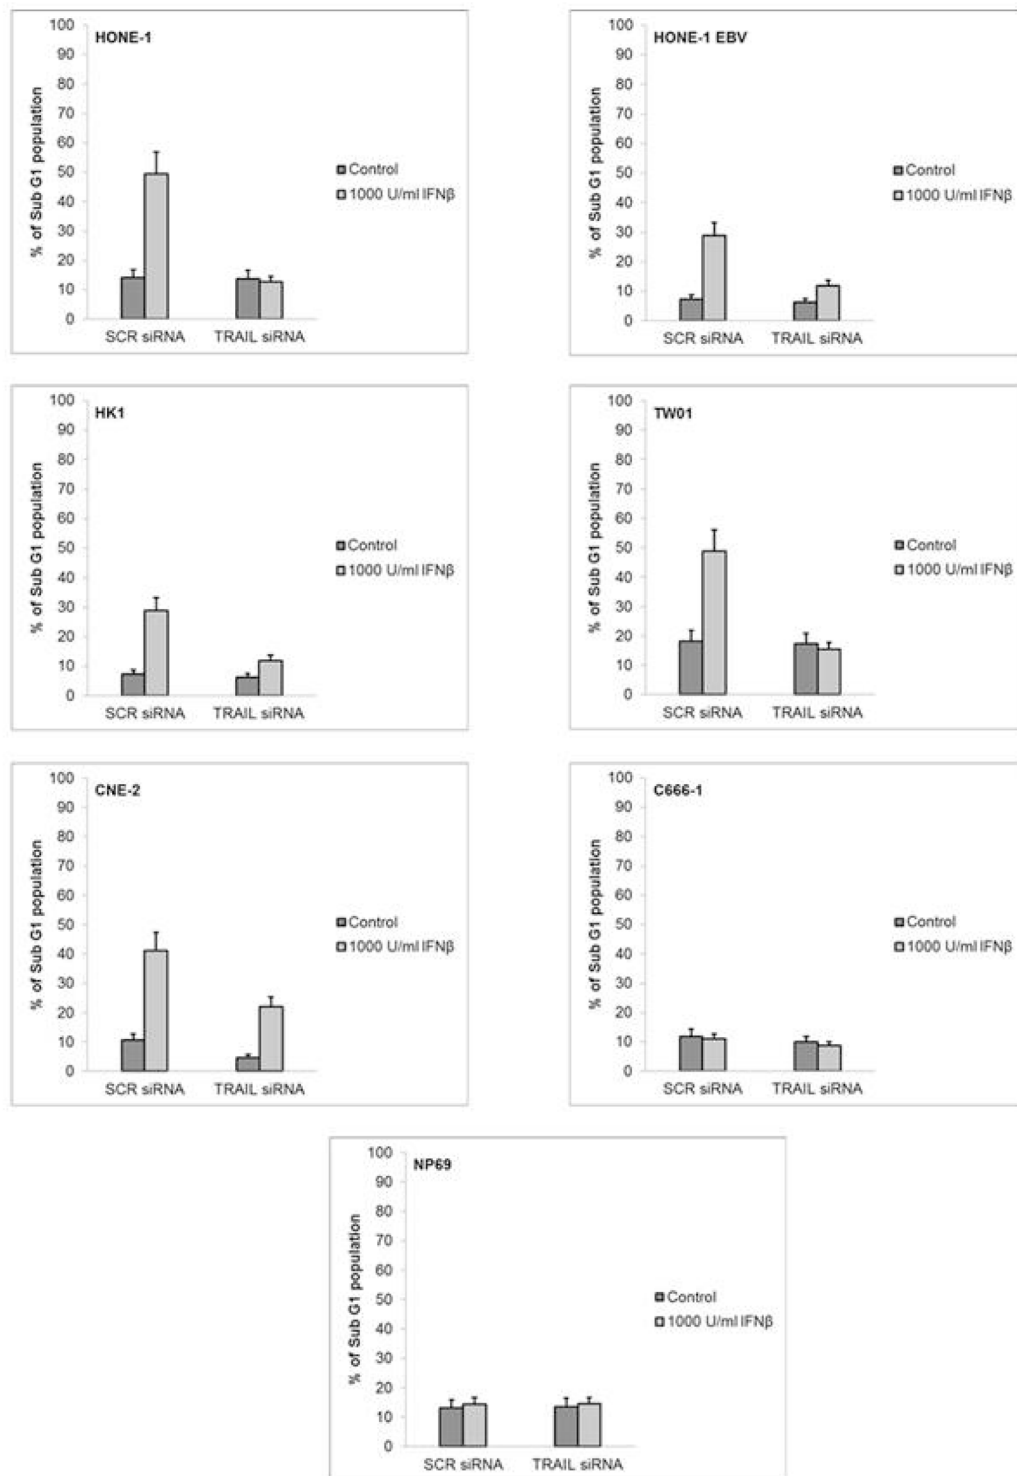 HONE-1
% of Sub G1 population
100
90
80
70
60
50
40
30
20
10
0
SCR siRNA TRAIL siRNA
Control
1000 U/ml IFNβ
HONE-1 EBV
% of Sub G1 population
100
90
80
70
60
50
40
30
20
10
0
SCR siRNA TRAIL siRNA
Control
1000 U/ml IFNβ
HK1
% of Sub G1 population
100
90
80
70
60
50
40
30
20
10
0
SCR siRNA TRAIL siRNA
Control
1000 U/ml IFNβ
TW01
% of Sub G1 population
100
90
80
70
60
50
40
30
20
10
0
SCR siRNA TRAIL siRNA
Control
1000 U/ml IFNβ
CNE-2
% of Sub G1 population
100
90
80
70
60
50
40
30
20
10
0
SCR siRNA TRAIL siRNA
Control
1000 U/ml IFNβ
C666-1
% of Sub G1 population
100
90
80
70
60
50
40
30
20
10
0
SCR siRNA TRAIL siRNA
Control
1000 U/ml IFNβ
NP69
% of Sub G1 population
100
90
80
70
60
50
40
30
20
10
0
SCR siRNA TRAIL siRNA
Control
1000 U/ml IFNβ